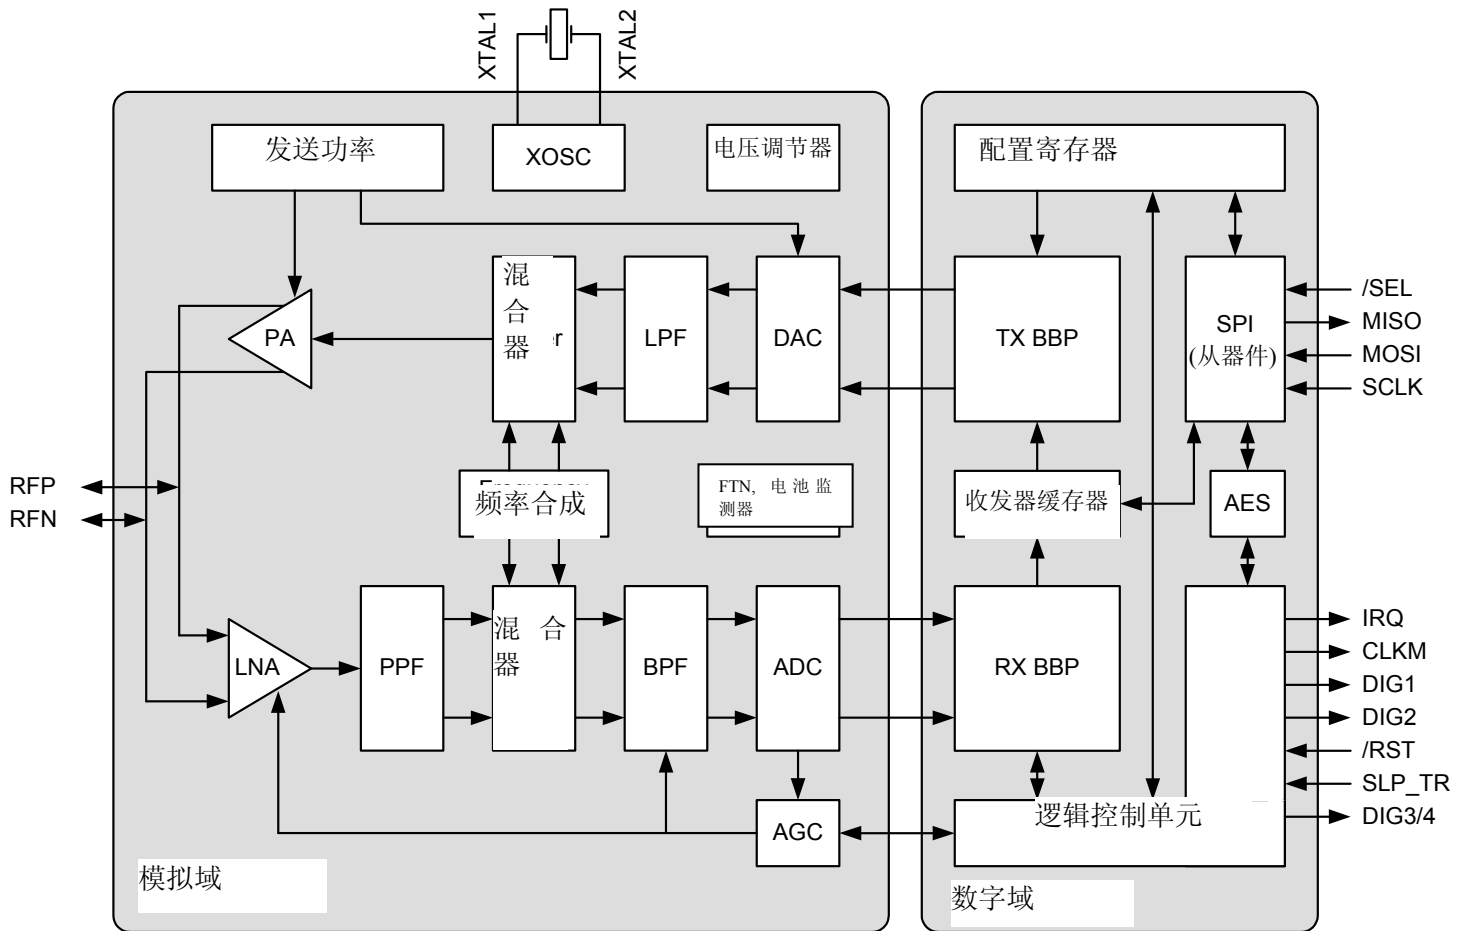 XTAL1
XTAL2
发送功率
XOSC
电压调节器
配置寄存器
PA
混
合
器
r
LPF
DAC
TX BBP
SPI
(从器件)
/SEL
MISO
MOSI
SCLK
RFP
RFN
频率合成
FTN, 电池监
测器
收发器缓存器
AES
LNA
PPF
混 合
器
BPF
ADC
RX BBP
IRQ
CLKM
DIG1
DIG2
/RST
SLP_TR
DIG3/4
AGC
逻辑控制单元
模拟域
数字域